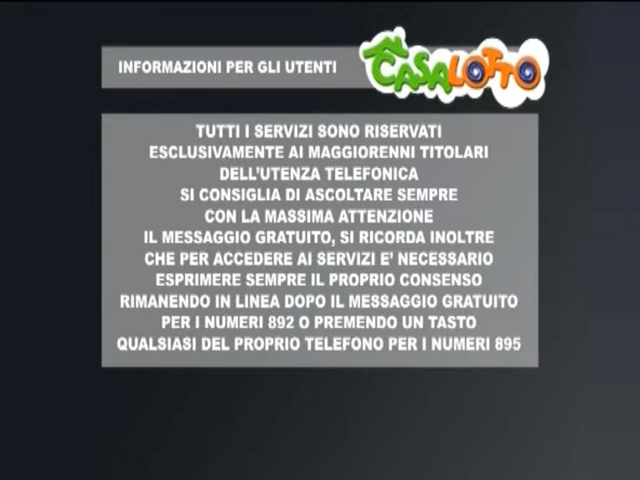 INFORMAZIONI PER GLI UTENTI
CASALOTTO
TUTTI I SERVIZI SONO RISERVATI
ESCLUSIVAMENTE AI MAGGIORENNI TITOLARI
DELL'UTENZA TELEFONICA
SI CONSIGLIA DI ASCOLTARE SEMPRE
CON LA MASSIMA ATTENZIONE
IL MESSAGGIO GRATUITO, SI RICORDA INOLTRE
CHE PER ACCEDERE AI SERVIZI E' NECESSARIO
ESPRIMERE SEMPRE IL PROPRIO CONSENSO
RIMANENDO IN LINEA DOPO IL MESSAGGIO GRATUITO
PER I NUMERI 892 O PREMENDO UN TASTO
QUALSIASI DEL PROPRIO TELEFONO PER I NUMERI 895